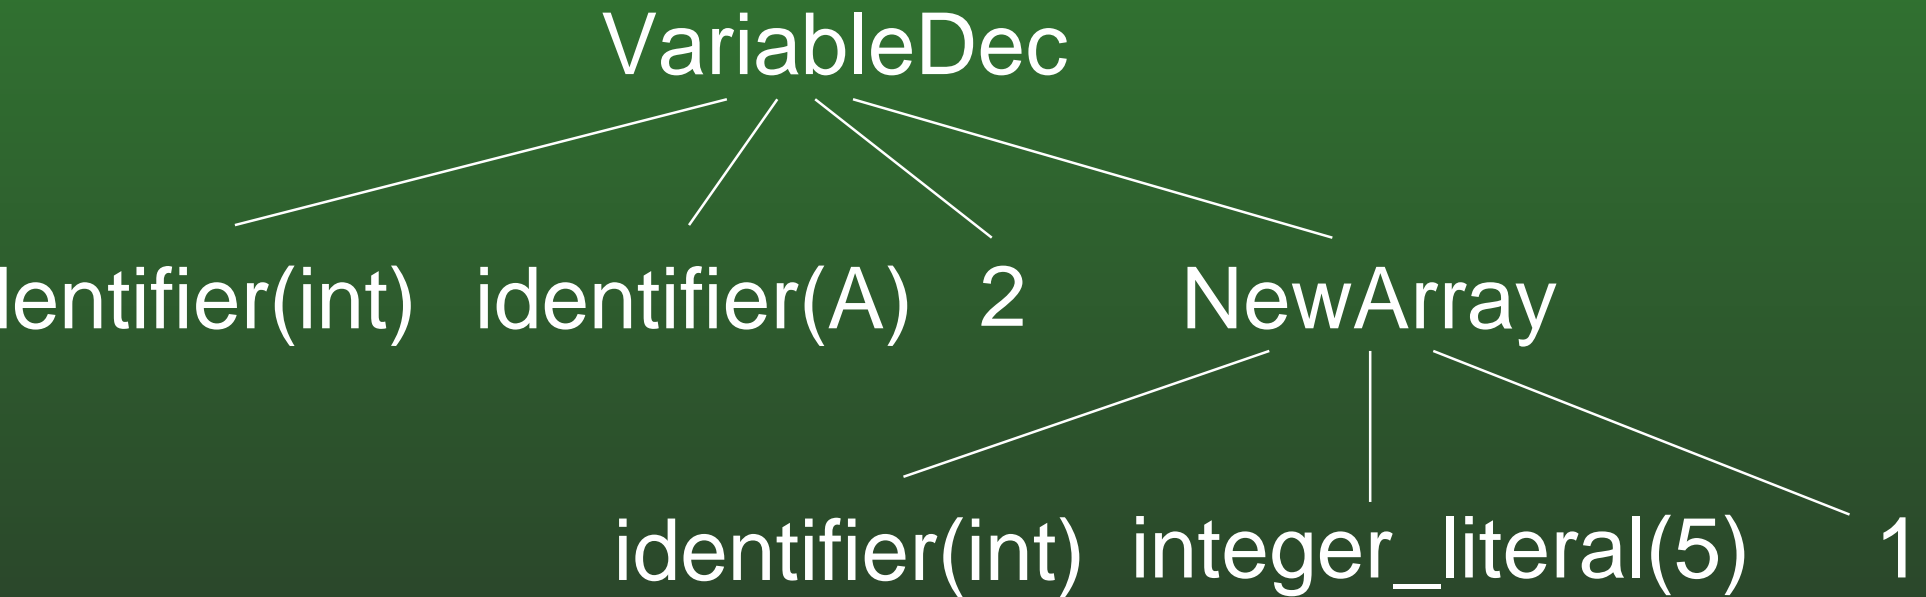 VariableDec
dentifier(int) identifier(A) 2 NewArray
identifier(int) integer_literal(5) 1